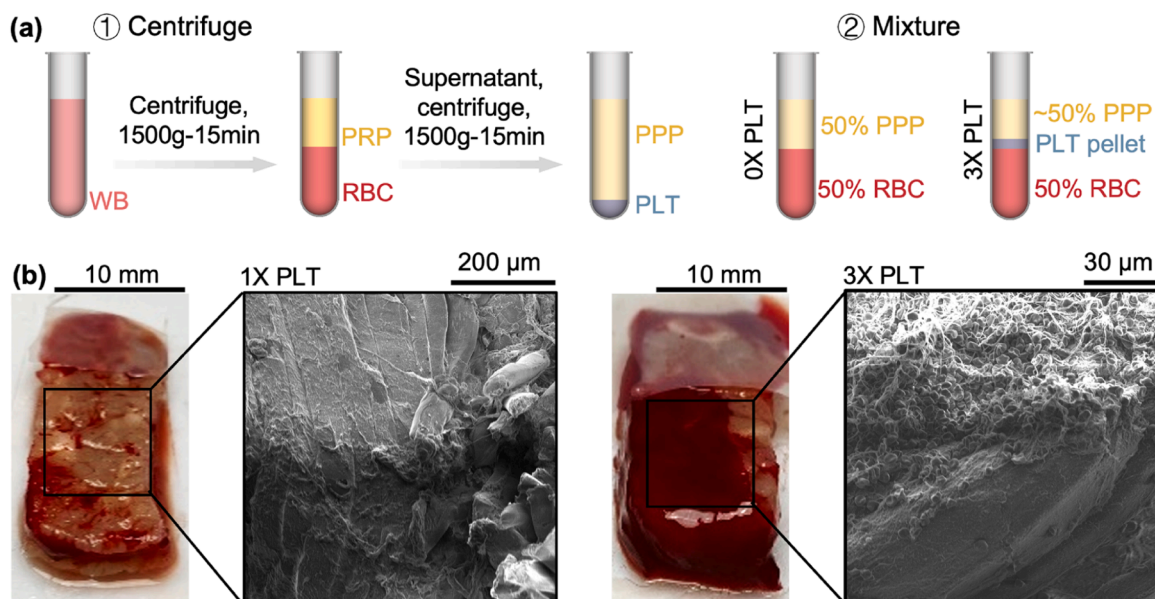 (a)
① Centrifuge
② Mixture
Centrifuge,
1500g-15min
Supernatant,
centrifuge,
1500g-15min
WB
PRP
RBC
PPP
PLT
0X PLT
50% PPP
50% RBC
3X PLT
~50% PPP
PLT pellet
50% RBC
(b)
10 mm
1X PLT
200 µm
10 mm
3X PLT
30 µm